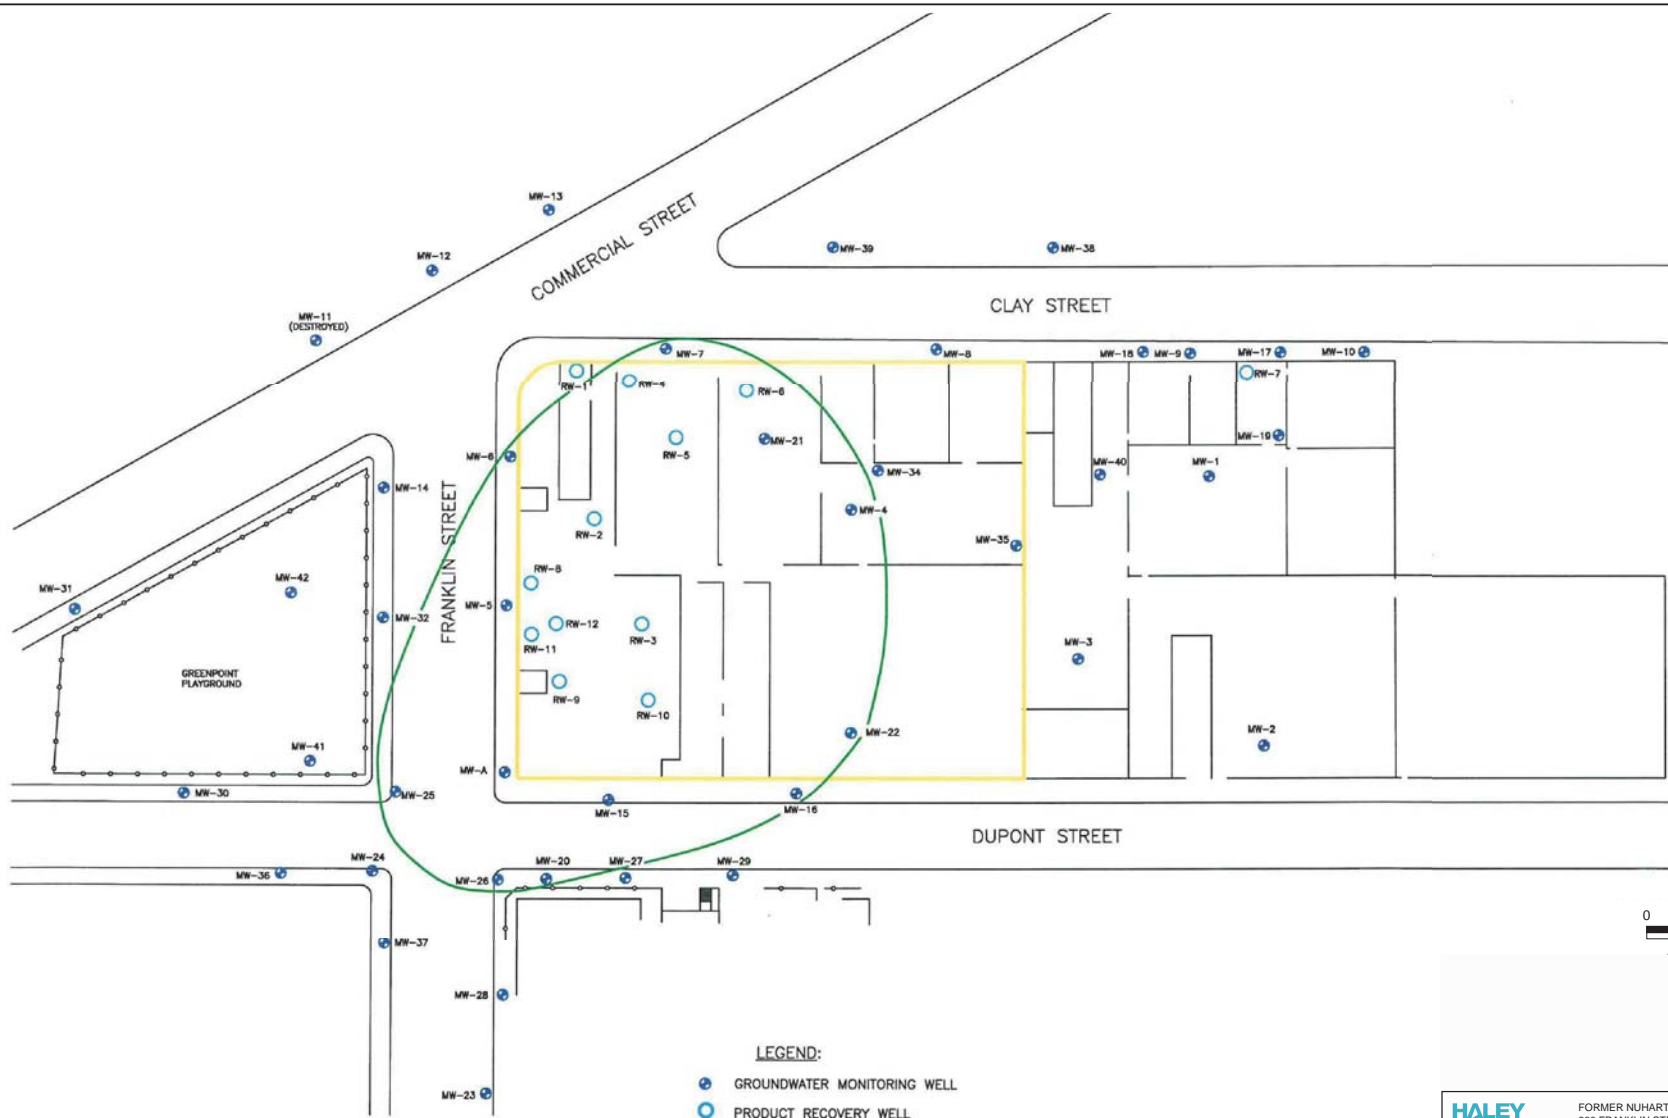 MW-13
COMMERCIAL STREET
MW-12
MW-39
MW-38
MW-11
(DESTROYED)
CLAY STREET
MW-7
MW-8
MW-18
MW-9
MW-17
MW-10
RW-1
RW-4
RW-6
RW-7
MW-6
RW-5
MW-21
MW-19
MW-34
MW-40
MW-1
MW-14
FRANKLIN STREET
MW-4
RW-2
MW-35
MW-31
MW-42
RW-8
MW-5
MW-32
RW-12
RW-3
RW-11
MW-3
GREENPOINT
PLAYGROUND
RW-9
RW-10
MW-22
MW-2
MW-41
MW-A
MW-30
MW-25
MW-15
MW-16
DUPONT STREET
MW-36
MW-24
MW-26
MW-20
MW-27
MW-29
0
MW-37
MW-28
LEGEND:
GROUNDWATER MONITORING WELL
MW-23
PRODUCT RECOVERY WELL
HALEY
FORMER NUHART